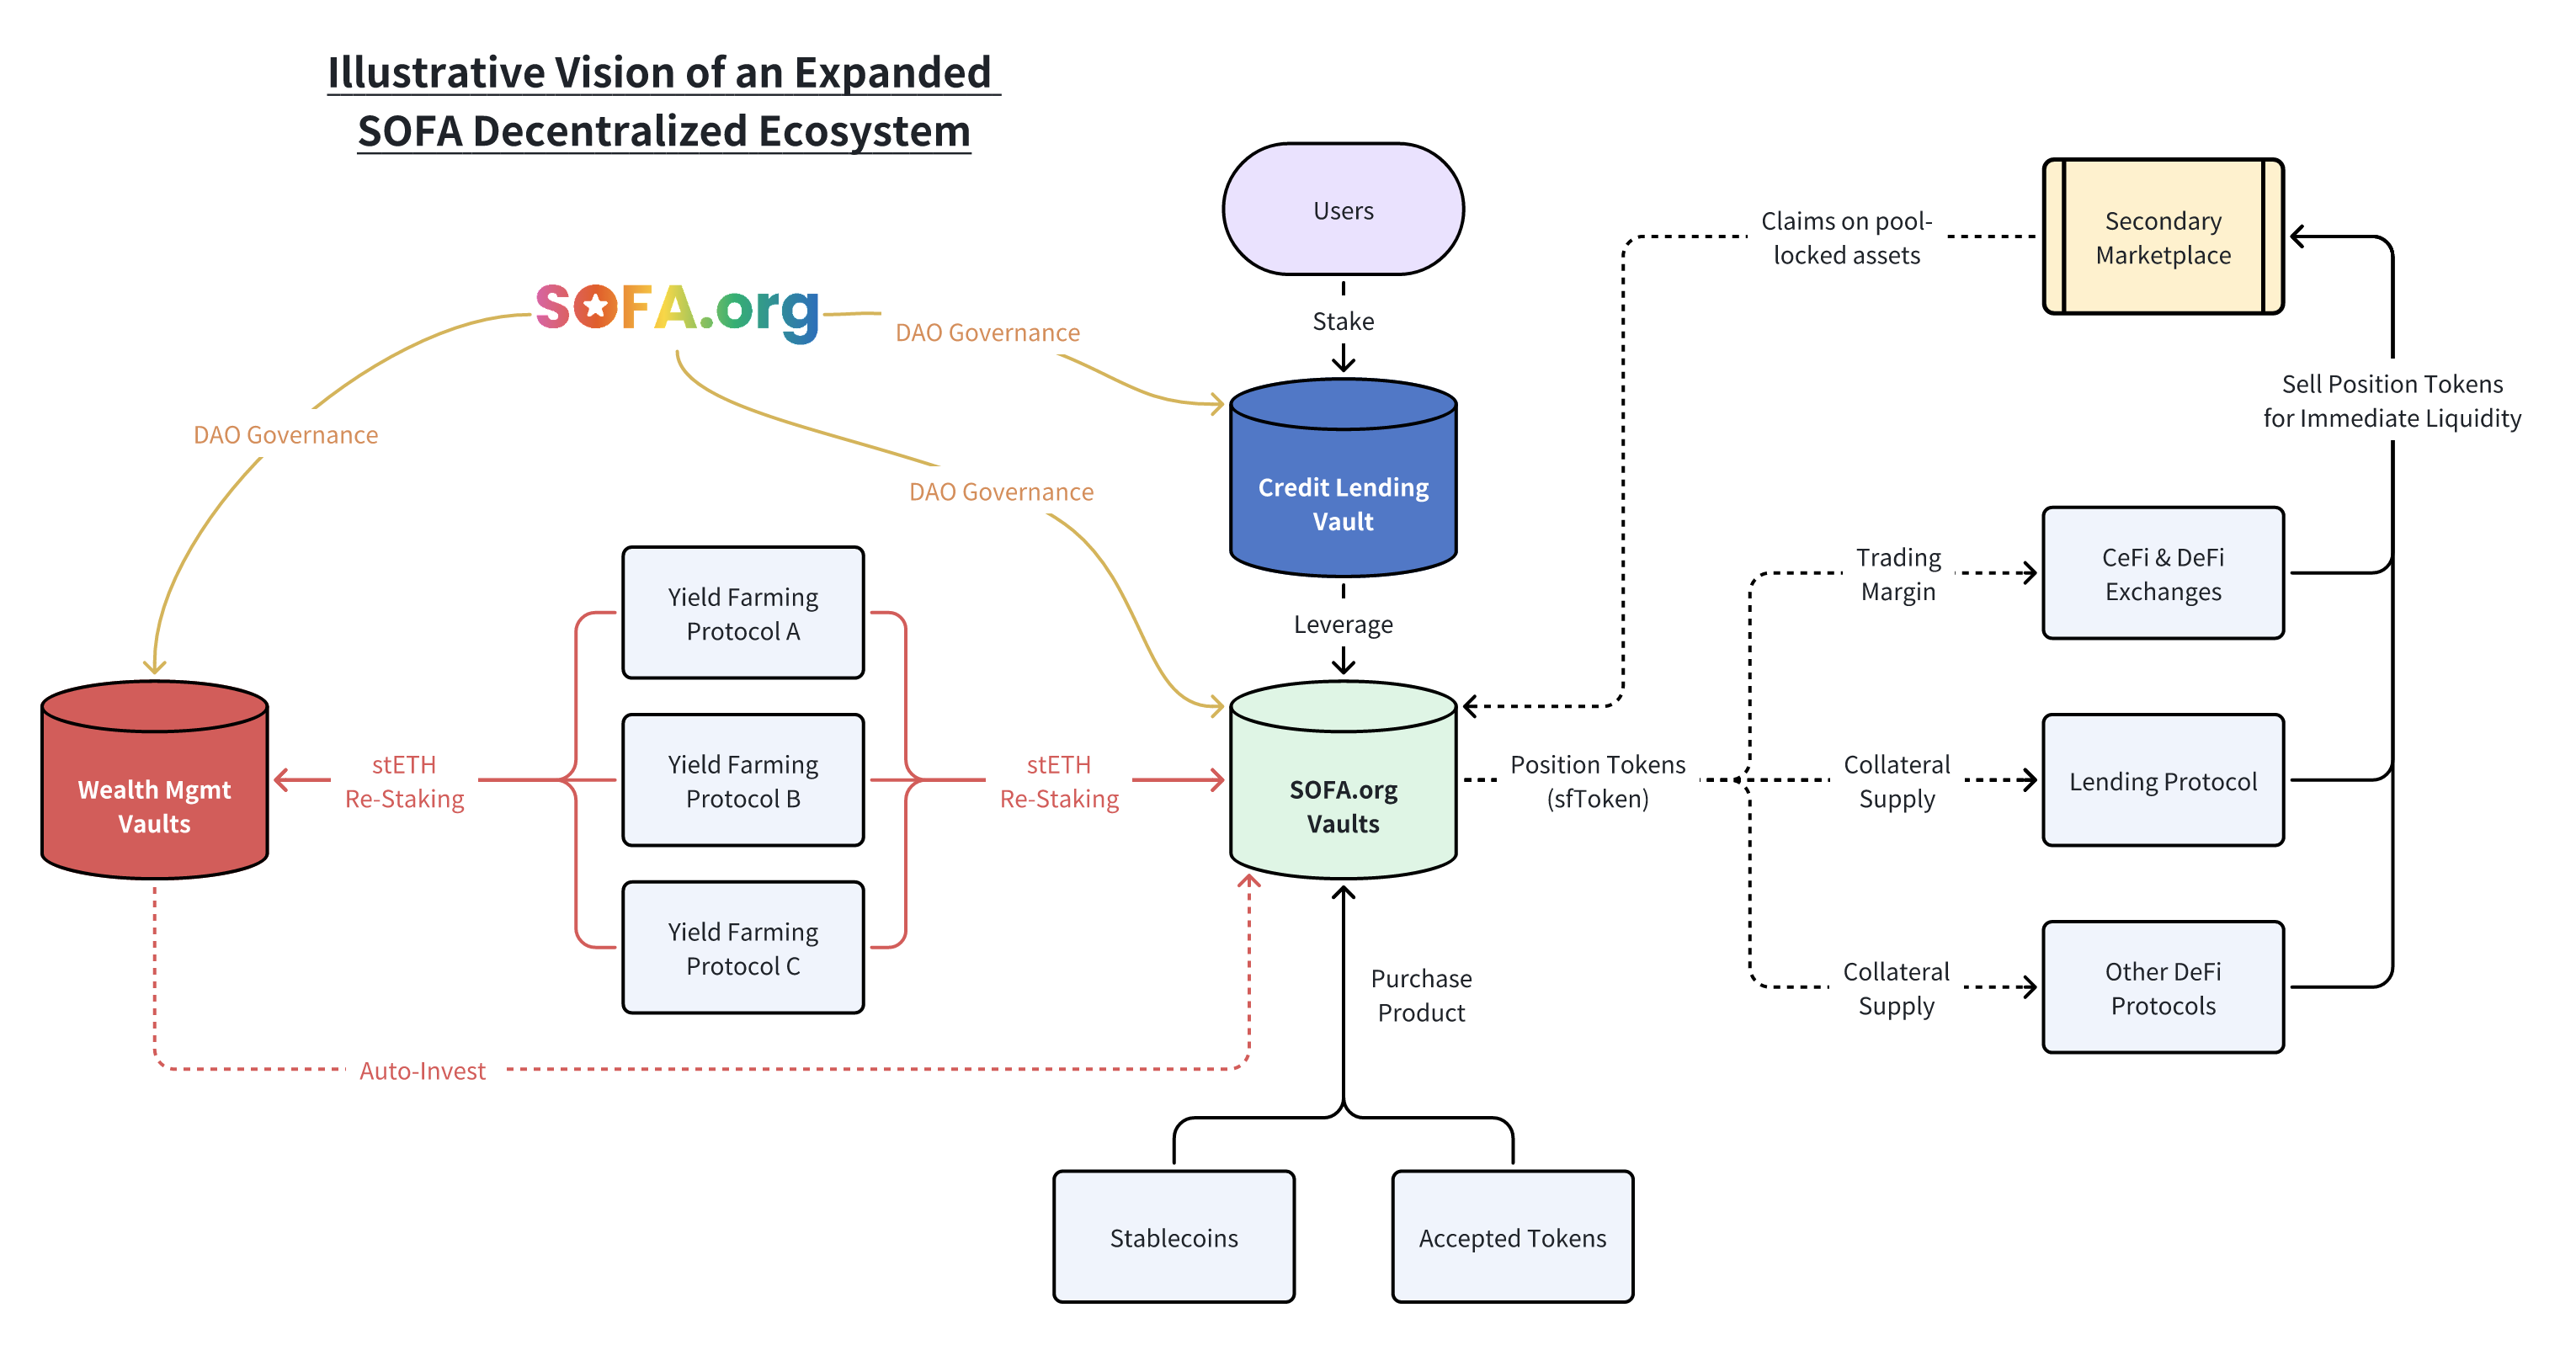 Illustrative Vision of an Expanded
SOFA Decentralized Ecosystem
Users
Stake
SOFA.org
DAO Governance
DAO Governance
DAO Governance
Credit Lending
Vault
Leverage
Claims on pool-
locked assets
Secondary
Marketplace
Sell Position Tokens
for Immediate Liquidity
Yield Farming
Protocol A
Yield Farming
Protocol B
Yield Farming
Protocol C
Wealth Mgmt
Vaults
stETH
Re-Staking
stETH
Re-Staking
SOFA.org
Vaults
Position Tokens
(sfToken)
Trading
Margin
CeFi & DeFi
Exchanges
Collateral
Supply
Lending Protocol
Collateral
Supply
Other DeFi
Protocols
Auto-Invest
Purchase
Product
Stablecoins
Accepted Tokens